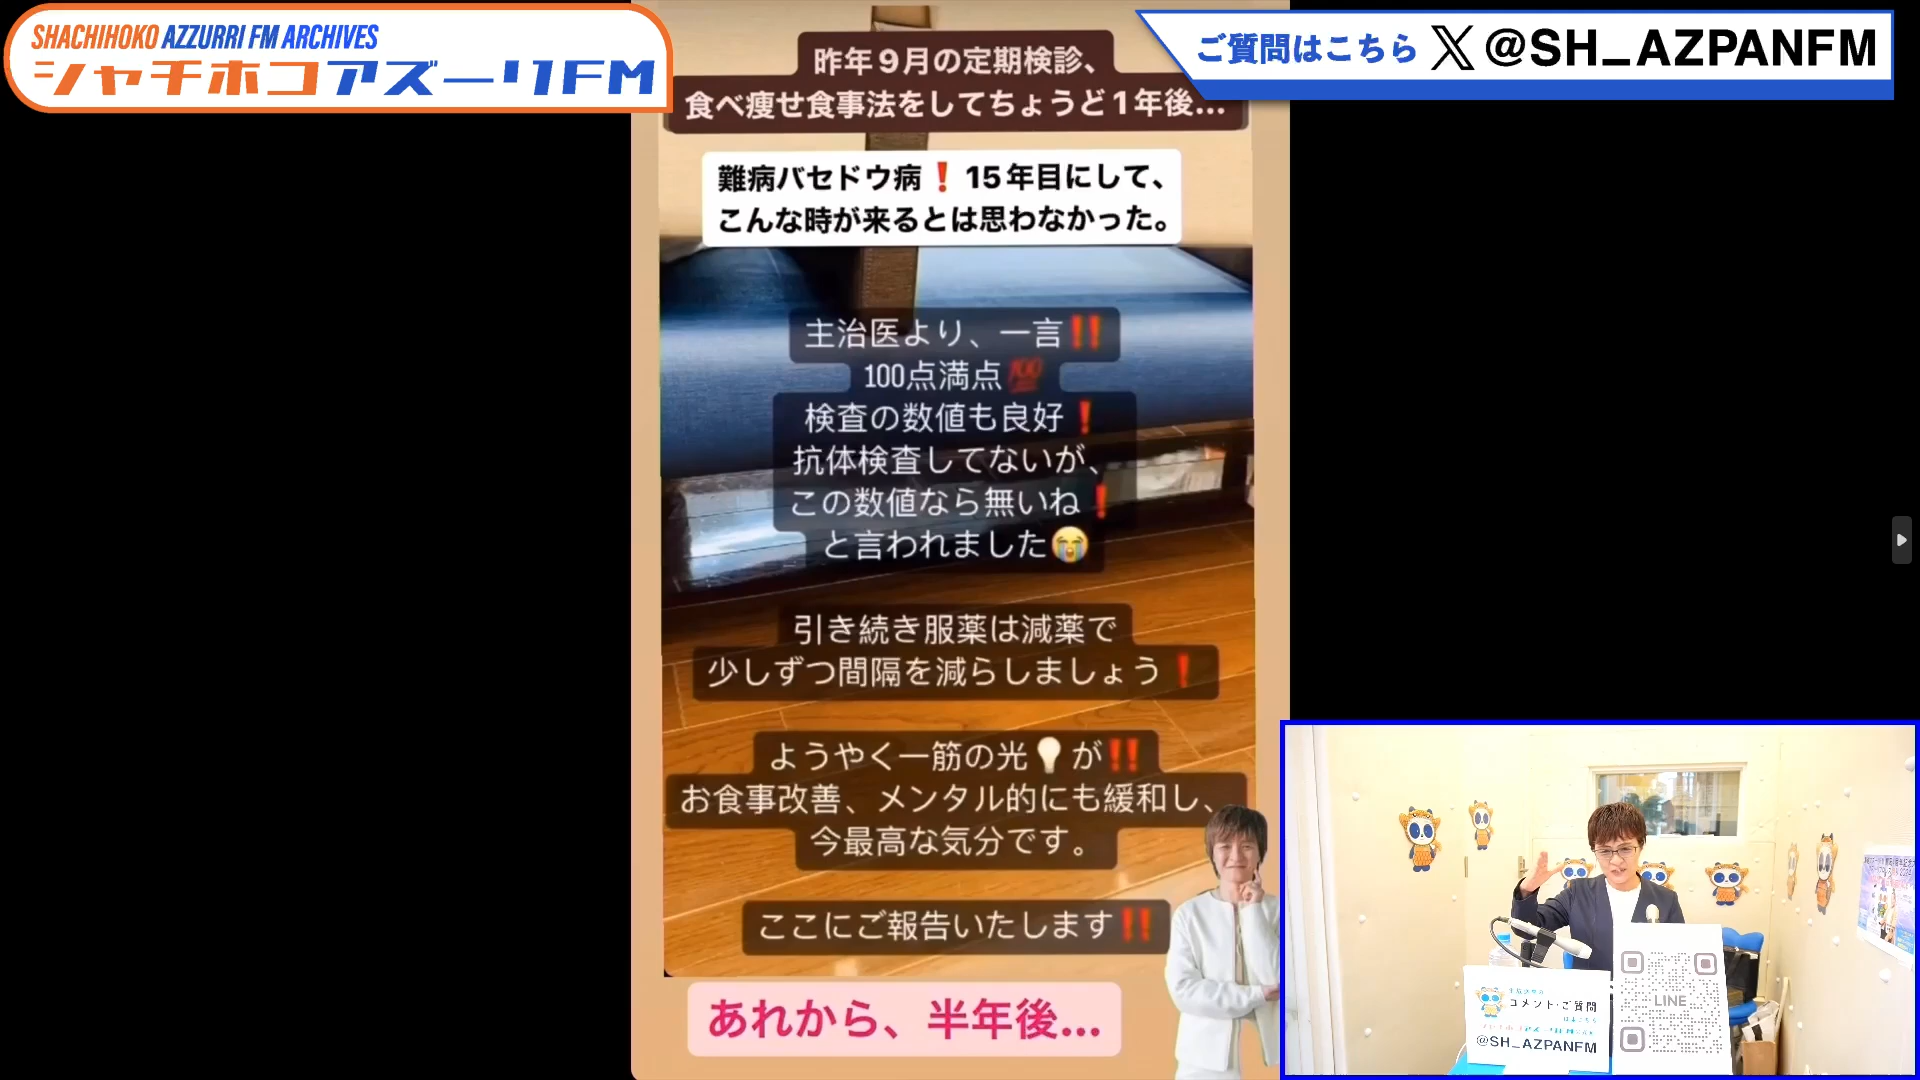 SHACHIHOKO AZZURRI FM ARCHIVES
シャチホコアズーリFM
ご質問はこちら X @SH_AZPANFM
昨年9月の定期検診、
食べ痩せ食事法をしてちょうど1年後...
難病バセドウ病❗15年目にして、
こんな時が来るとは思わなかった。
主治医より、一言‼️
100点満点💯
検査の数値も良好❗
抗体検査してないが、
この数値なら無いね❗
と言われました😭
引き続き服薬は減薬で
少しずつ間隔を減らしましょう❗
ようやく一筋の光💡が‼️
お食事改善、メンタル的にも緩和し、
今最高な気分です。
ここにご報告いたします‼️
あれから、半年後...
コメント・ご質問
@SH_AZPANFM
LINE